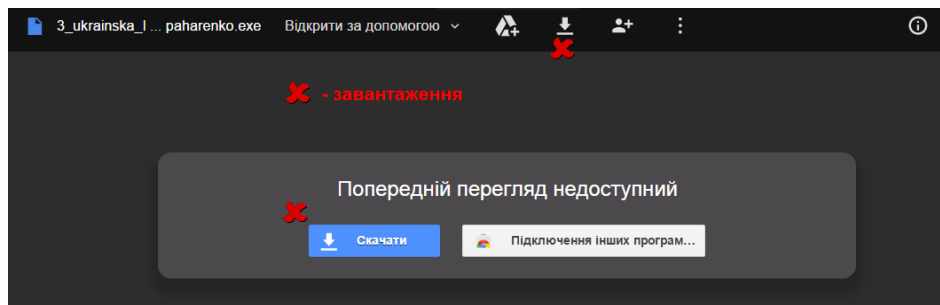 3_ukrainska_l ... paharenko.exe Відкрити за допомогою
- завантаження
Попередній перегляд недоступний
Скачати Підключення інших програм...